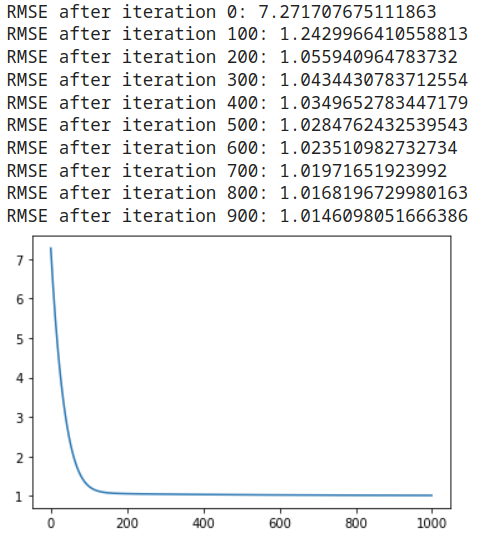 RMSE after iteration 0: 7.271707675111863
RMSE after iteration 100: 1.2429966410558813
RMSE after iteration 200: 1.055940964783732
RMSE after iteration 300: 1.0434430783712554
RMSE after iteration 400: 1.0349652783447179
RMSE after iteration 500: 1.0284762432539543
RMSE after iteration 600: 1.023510982732734
RMSE after iteration 700: 1.01971651923992
RMSE after iteration 800: 1.0168196729980163
RMSE after iteration 900: 1.0146098051666386
7
6
5
4
3
2
1
0 200 400 600 800 1000